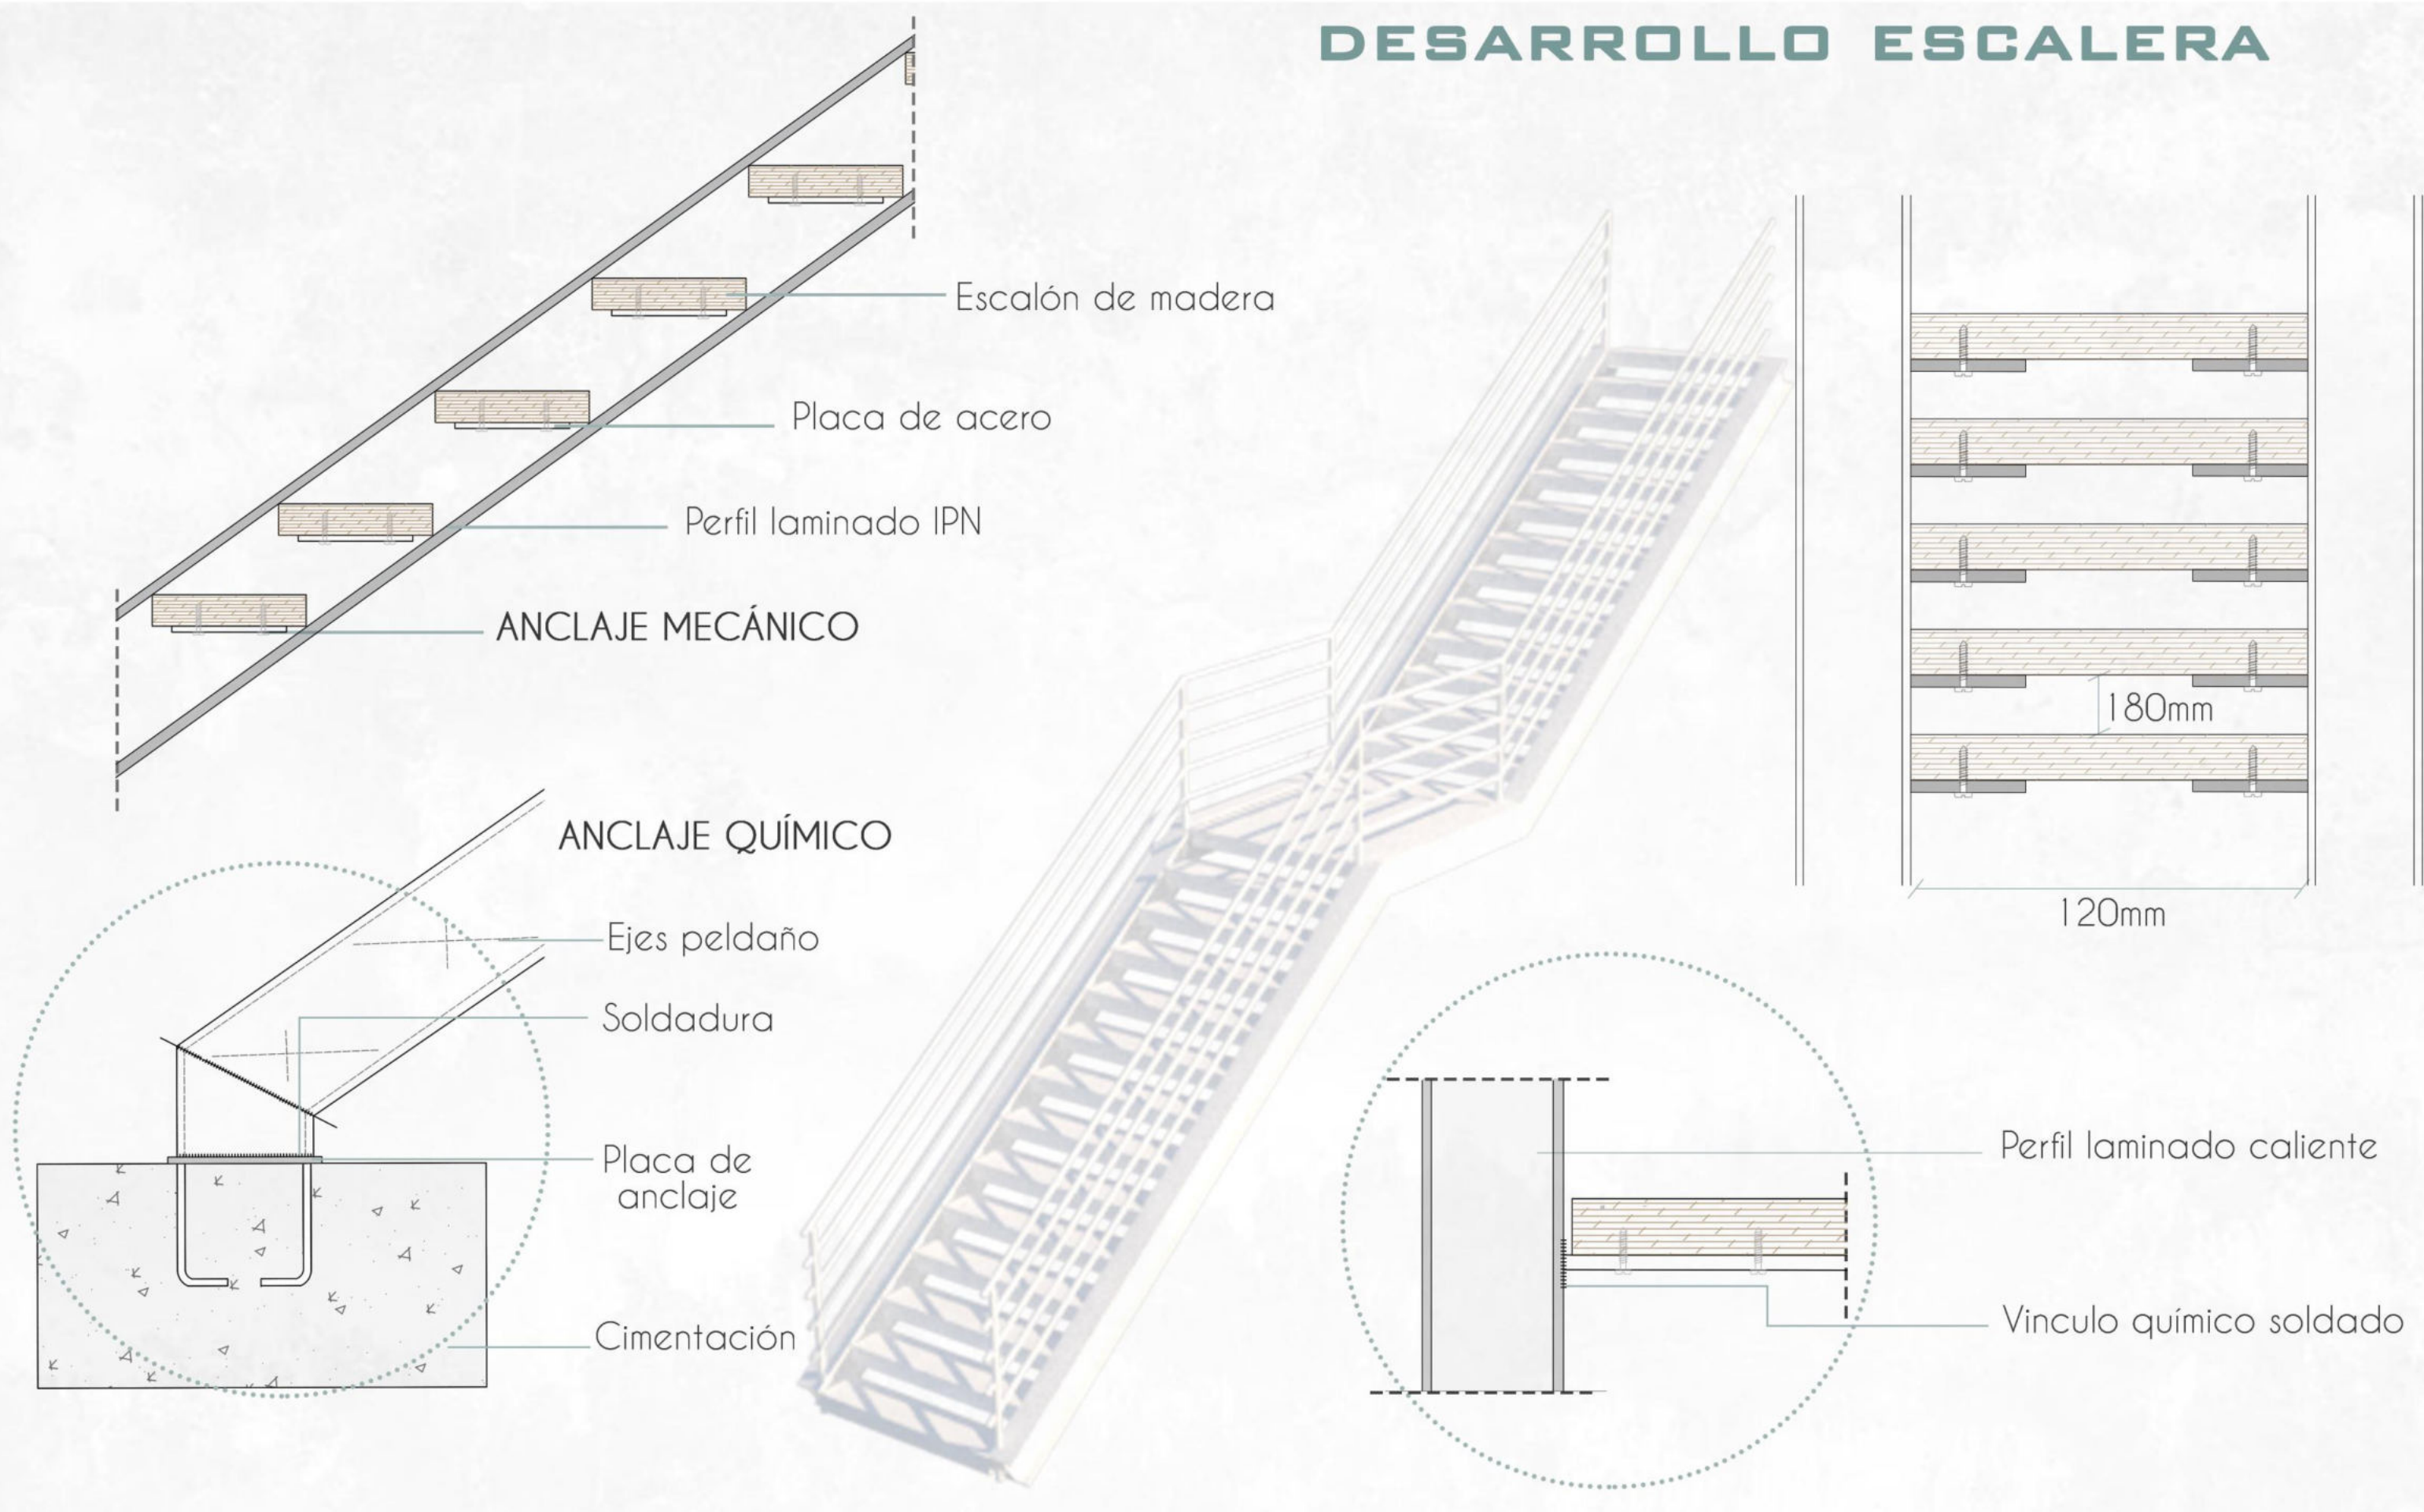 DESARROLLO ESCALERA
Escalón de madera
Placa de acero
Perfil laminado IPN
ANCLAJE MECÁNICO
180mm
120mm
ANCLAJE QUÍMICO
Ejes peldaño
Soldadura
Placa de
anclaje
Cimentación
Perfil laminado caliente
Vinculo químico soldado